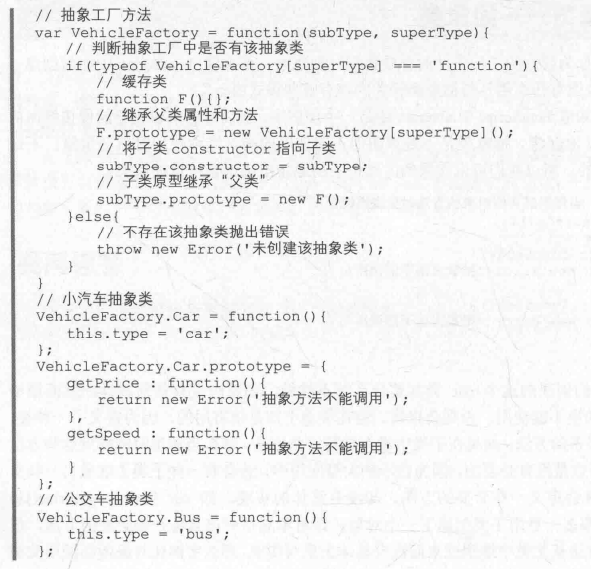 // 抽象工厂方法
var VehicleFactory = function(subType, superType){
// 判断抽象工厂中是否有该抽象类
if(typeof VehicleFactory[superType] === 'function'){
// 缓存类
function F(){};
// 继承父类属性和方法
F.prototype = new VehicleFactory[superType]();
// 将子类 constructor 指向子类
subType.constructor = subType;
// 子类原型继承 “父类”
subType.prototype = new F();
}else{
// 不存在该抽象类抛出错误
throw new Error('未创建该抽象类');
}
}
// 小汽车抽象类
VehicleFactory.Car = function(){
this.type = 'car';
};
VehicleFactory.Car.prototype = {
getPrice : function(){
return new Error('抽象方法不能调用');
},
getSpeed : function(){
return new Error('抽象方法不能调用');
}
};
// 公交车抽象类
VehicleFactory.Bus = function(){
this.type = 'bus';
};